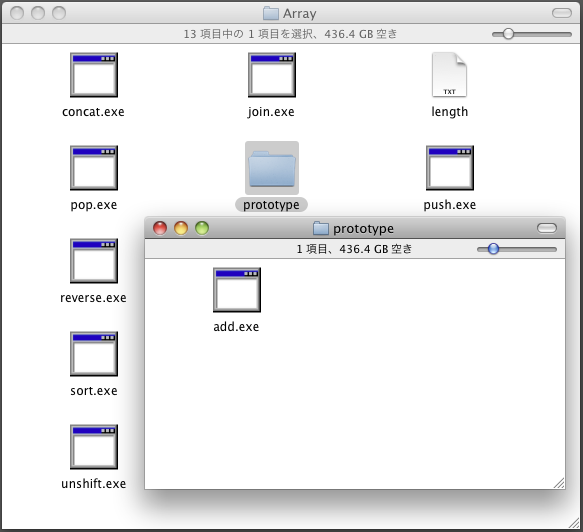 Array
13 項目中の 1 項目を選択、436.4 GB 空き
concat.exe
join.exe
TXT
length
pop.exe
prototype
push.exe
reverse.exe
sort.exe
unshift.exe
prototype
1 項目、436.4 GB 空き
add.exe